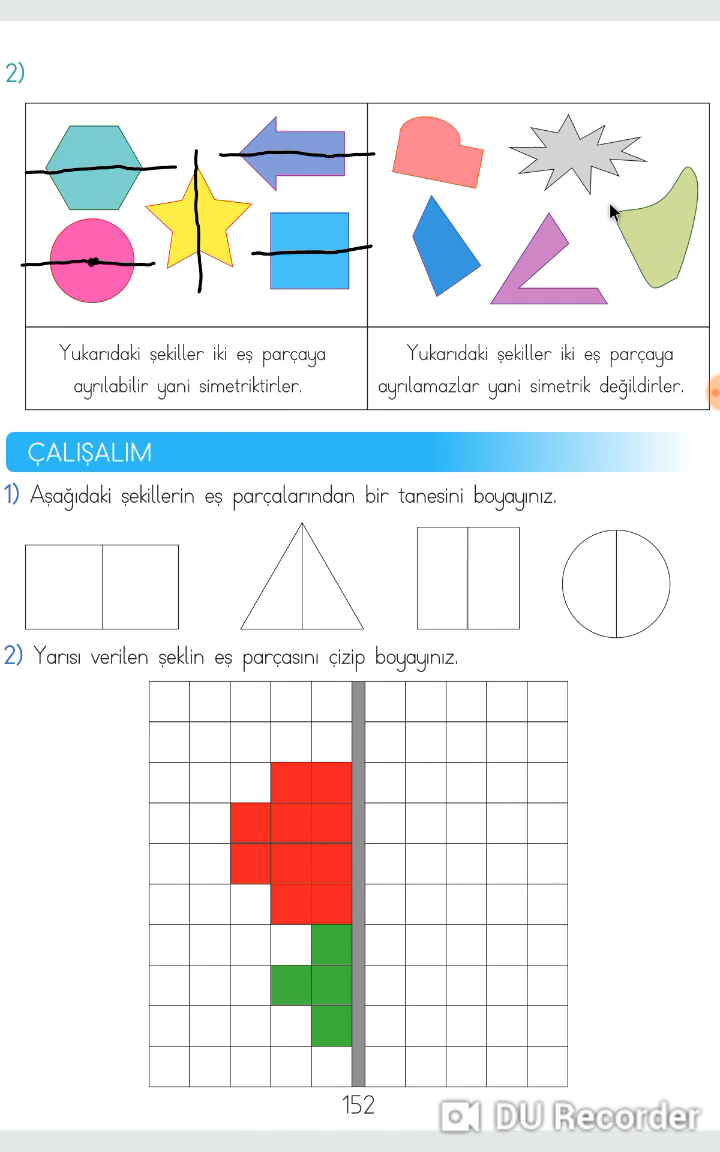 2)
Yukarıdaki şekiller iki eş parçaya
ayrılabilir yani simetriktirler.
Yukarıdaki şekiller iki eş parçaya
ayrılamazlar yani simetrik değildirler.
ÇALIŞALIM
1) Aşağıdaki şekillerin eş parçalarından bir tanesini boyayınız.
2) Yarısı verilen şeklin eş parçasını çizip boyayınız.
152
DU Recorder